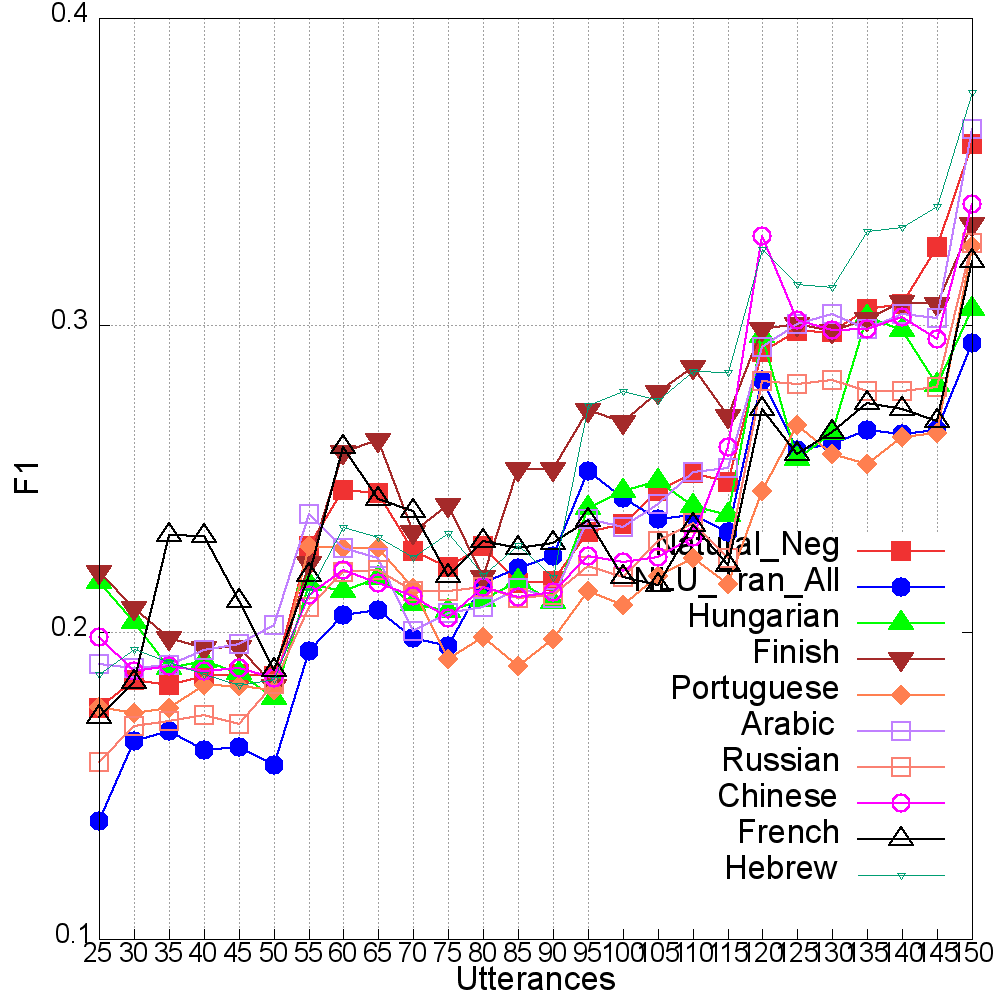 0.4
0.3
0.2
0.1
F1
Natural_Neg
NLU_Tran_All
Hungarian
Finish
Portuguese
Arabic
Russian
Chinese
French
Hebrew
25 30 35 40 45 50 55 60 65 70 75 80 85 90 95 100 105 110 115 120 125 130 135 140 145 150
Utterances